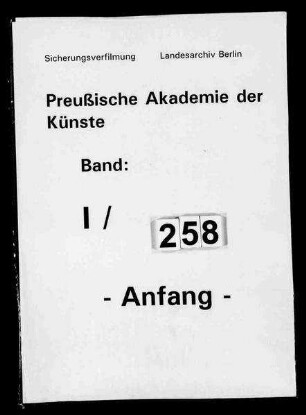 Sicherungsverfilmung Landesarchiv Berlin
Preußische Akademie der
Künste
Band:
I / 258
- Anfang -